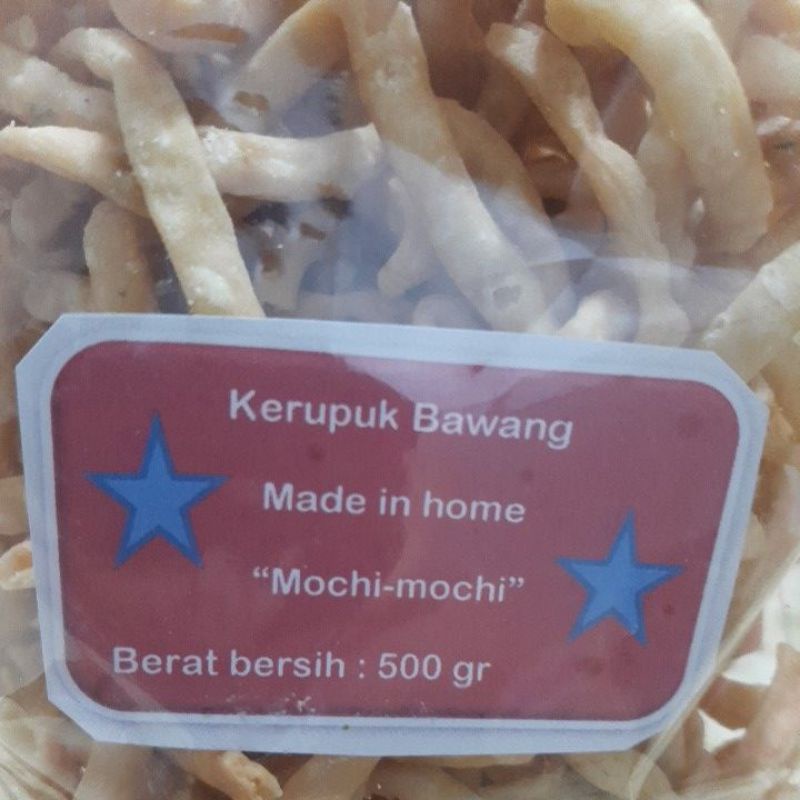 Kerupuk Bawang
Made in home
“Mochi-mochi”
Berat bersih : 500 gr